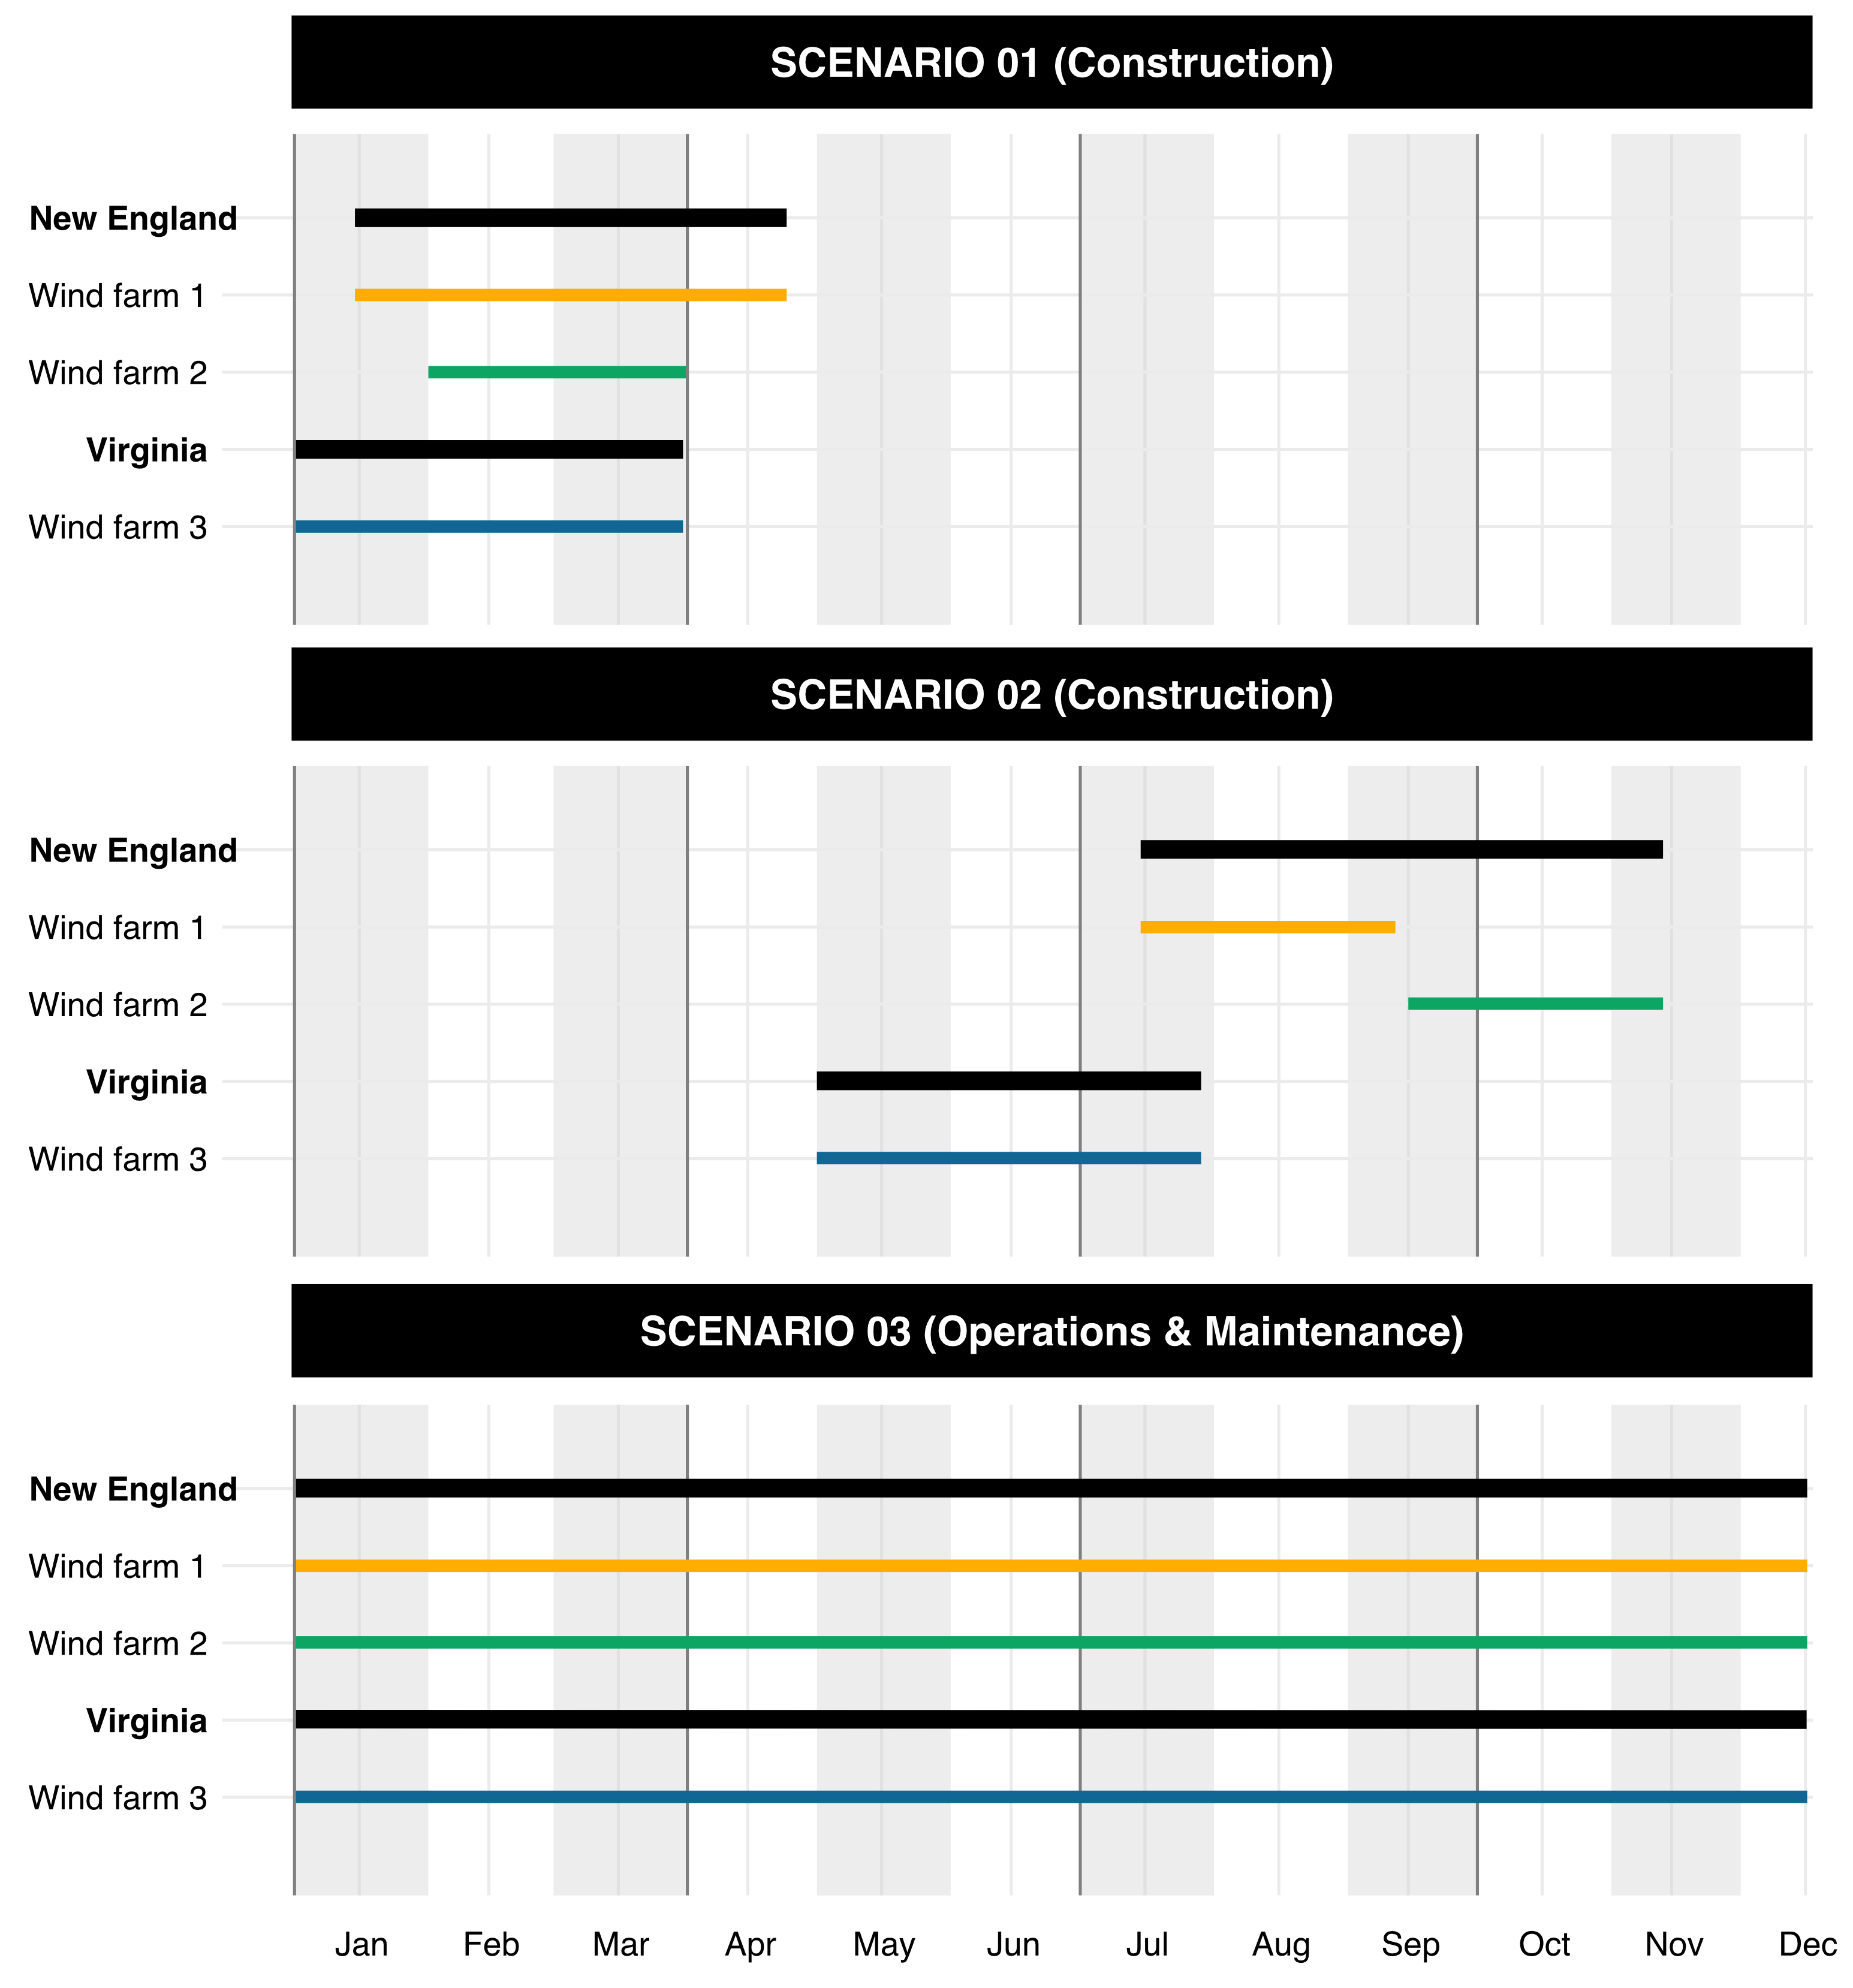 SCENARIO 01 (Construction)
New England
Wind farm 1
Wind farm 2
Virginia
Wind farm 3
SCENARIO 02 (Construction)
New England
Wind farm 1
Wind farm 2
Virginia
Wind farm 3
SCENARIO 03 (Operations & Maintenance)
New England
Wind farm 1
Wind farm 2
Virginia
Wind farm 3
Jan Feb Mar Apr May Jun Jul Aug Sep Oct Nov Dec